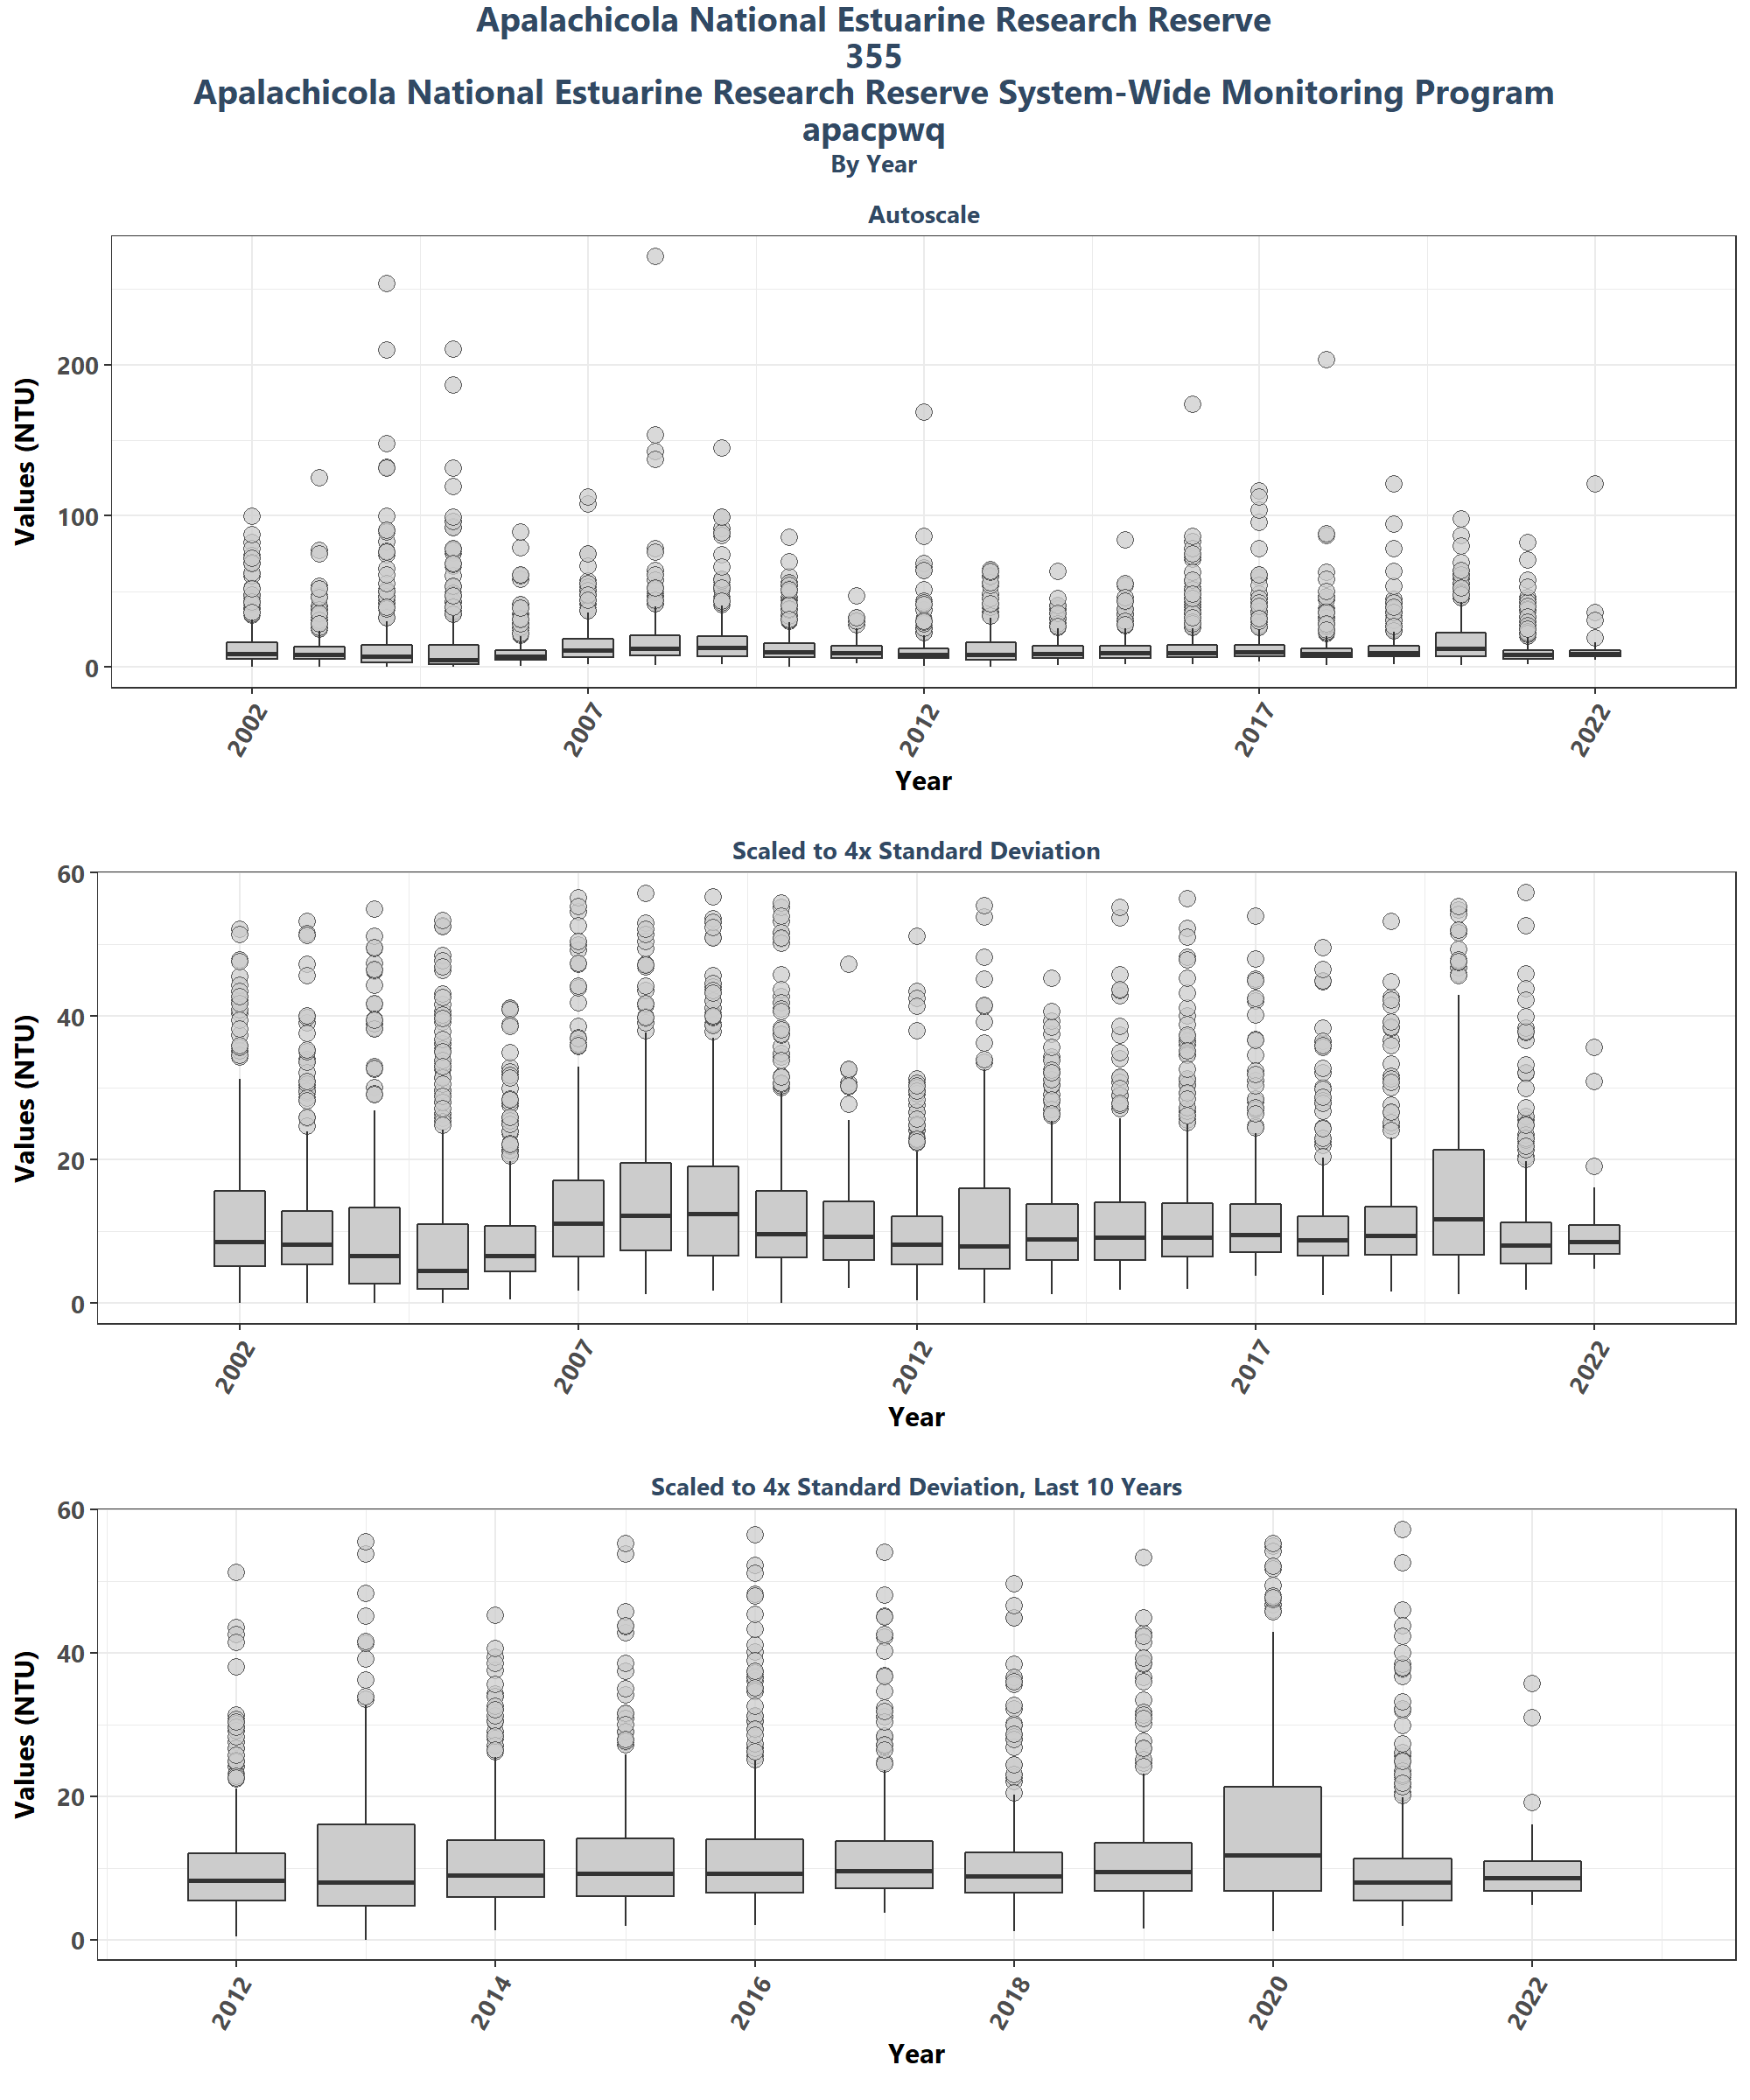 Apalachicola National Estuarine Research Reserve
355
Apalachicola National Estuarine Research Reserve System-Wide Monitoring Program
apacpwq
By Year
Autoscale
Values (NTU)
200
100
0
2002
2007
2012
2017
2022
Year
Scaled to 4x Standard Deviation
Values (NTU)
60
40
20
0
2002
2007
2012
2017
2022
Year
Scaled to 4x Standard Deviation, Last 10 Years
Values (NTU)
60
40
20
0
2012
2014
2016
2018
2020
2022
Year